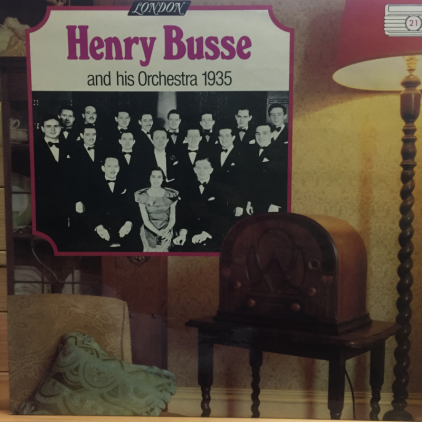 LONDON
Henry Busse
and his Orchestra 1935
21